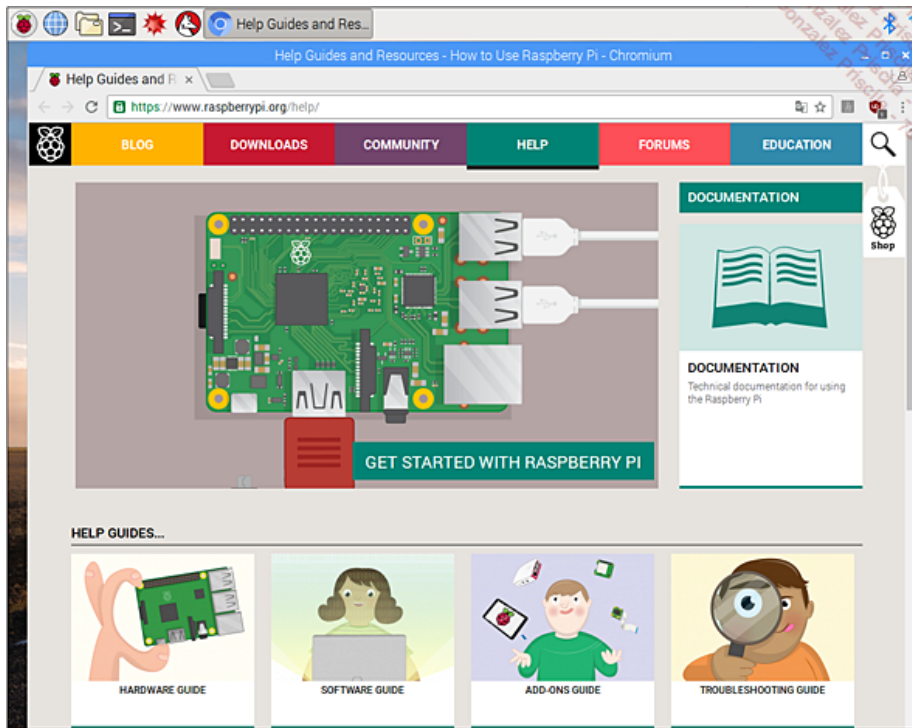 Help Guides and Res...
Help Guides and Resources - How to Use Raspberry Pi - Chromium
Help Guides and R
https://www.raspberrypi.org/help/
BLOG
DOWNLOADS
COMMUNITY
HELP
FORUMS
EDUCATION
DOCUMENTATION
Shop
DOCUMENTATION
Technical documentation for using
the Raspberry Pi
GET STARTED WITH RASPBERRY PI
HELP GUIDES...
HARDWARE GUIDE
SOFTWARE GUIDE
ADD-ONS GUIDE
TROUBLESHOOTING GUIDE